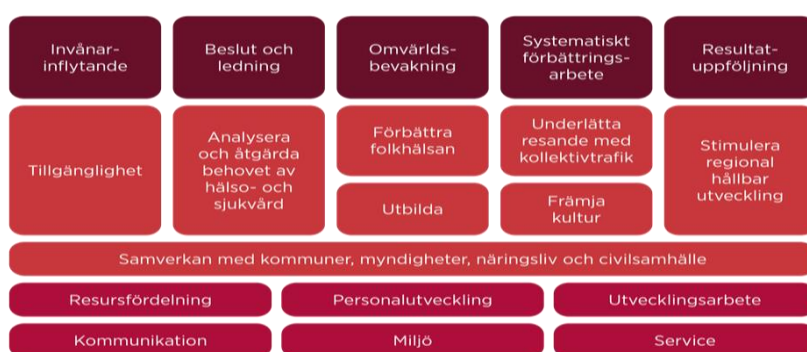 Invånar-
inflytande
Beslut och
ledning
Omvärlds-
bevakning
Systematiskt
förbättrings-
arbete
Resultat-
uppföljning
Tillgänglighet
Analysera
och åtgärda
behovet av
hälso- och
sjukvård
Förbättra
folkhälsan
Utbilda
Underlätta
resande med
kollektivtrafik
Främja
kultur
Stimulera
regional
hållbar
utveckling
Samverkan med kommuner, myndigheter, näringsliv och civilsamhälle
Resursfördelning
Personalutveckling
Utvecklingsarbete
Kommunikation
Miljö
Service